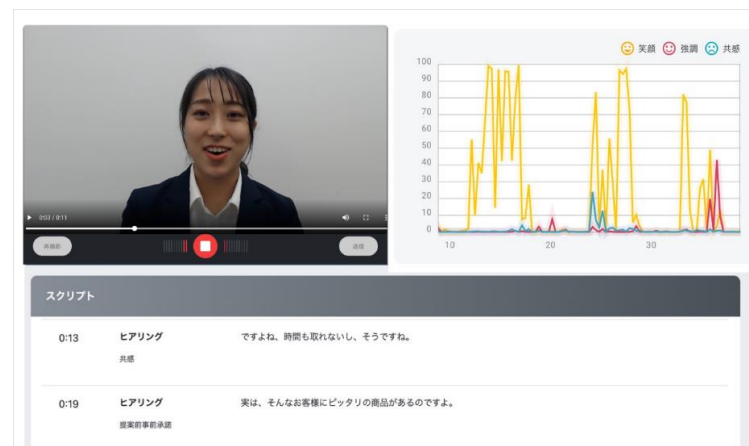 笑顔 強調 共感
100
90
80
70
60
50
40
30
20
10
0
10 20 30
0:03 / 0:11
再撮影
送信
スクリプト
0:13 ヒアリング ですよね、時間も取れないし、そうですね。
共感
0:19 ヒアリング 実は、そんなお客様にピッタリの商品があるのですよ。
提案前事前承諾